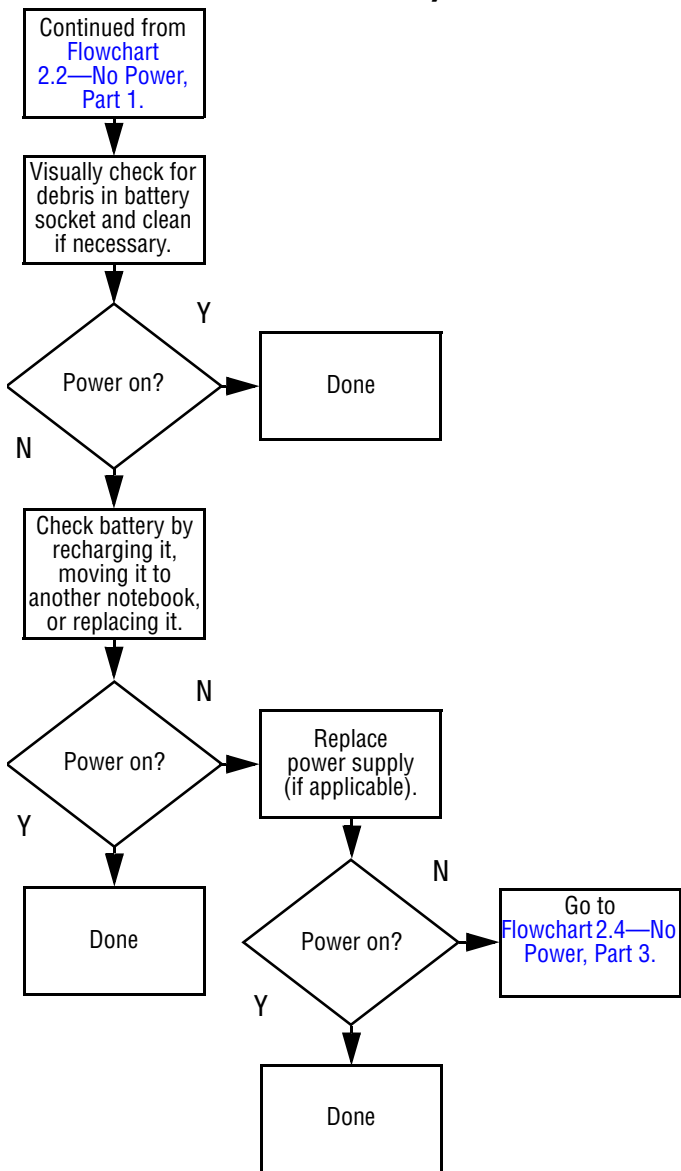 Continued from
Flowchart
2.2—No Power,
Part 1.
Visually check for
debris in battery
socket and clean
if necessary.
Y
Power on?
Done
N
Check battery by
recharging it,
moving it to
another notebook,
or replacing it.
N
Power on?
Replace
power supply
(if applicable).
Y
Done
N
Power on?
Go to
Flowchart 2.4—No
Power, Part 3.
Y
Done